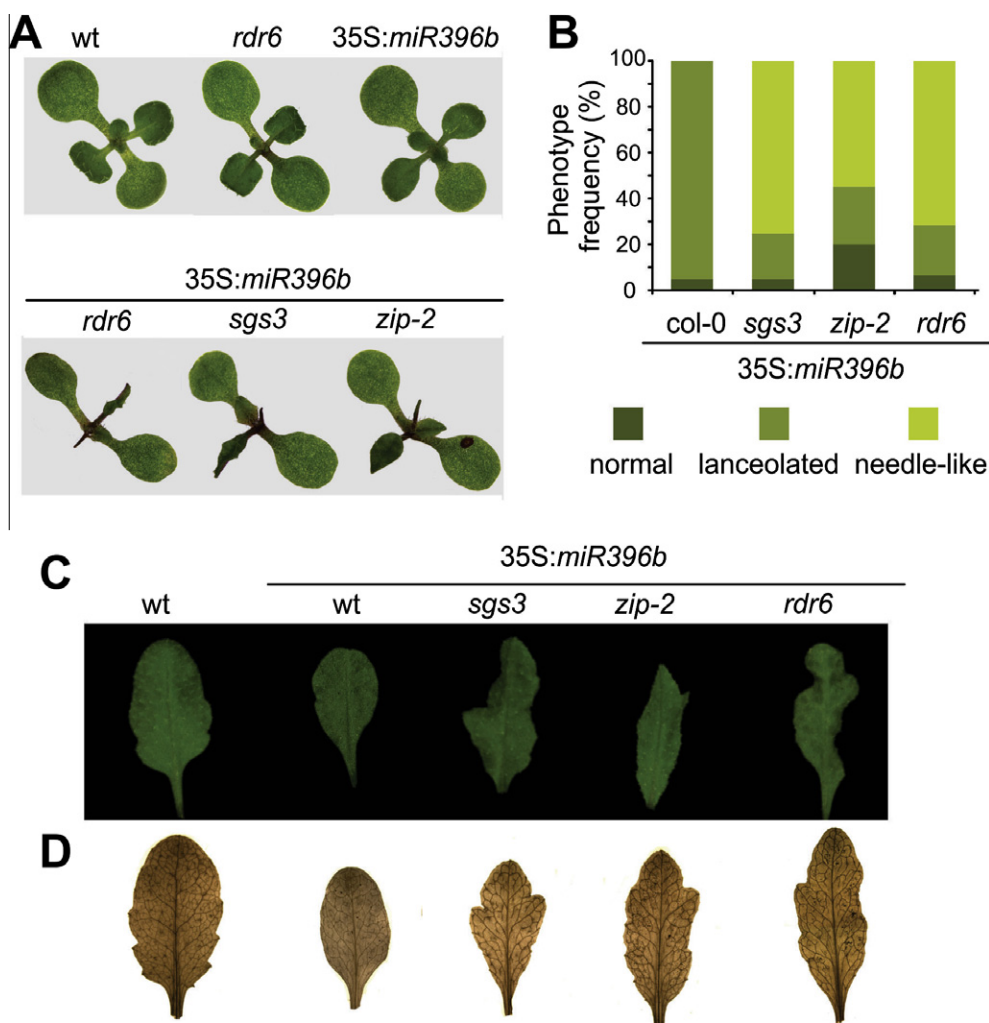 A
wt rdr6 35S:miR396b
35S:miR396b
rdr6 sgs3 zip-2
B
Phenotype
frequency (%)
100
80
60
40
20
0
col-0 sgs3 zip-2 rdr6
35S:miR396b
normal lanceolated needle-like
C
35S:miR396b
wt wt sgs3 zip-2 rdr6
D